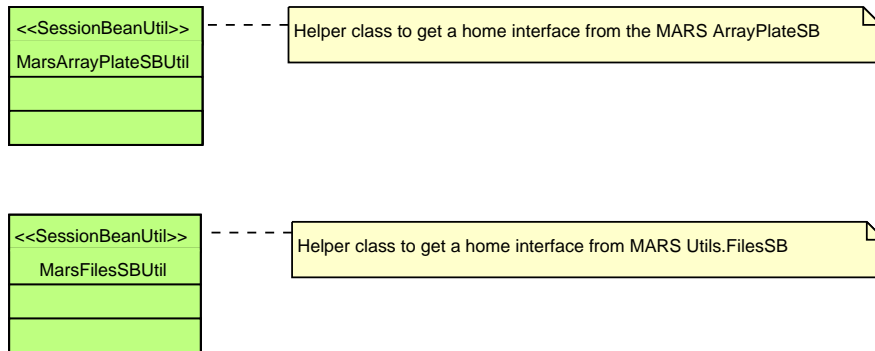 <<SessionBeanUtil>>
MarsArrayPlateSBUtil
Helper class to get a home interface from the MARS ArrayPlateSB
<<SessionBeanUtil>>
MarsFilesSBUtil
Helper class to get a home interface from MARS Utils.FilesSB